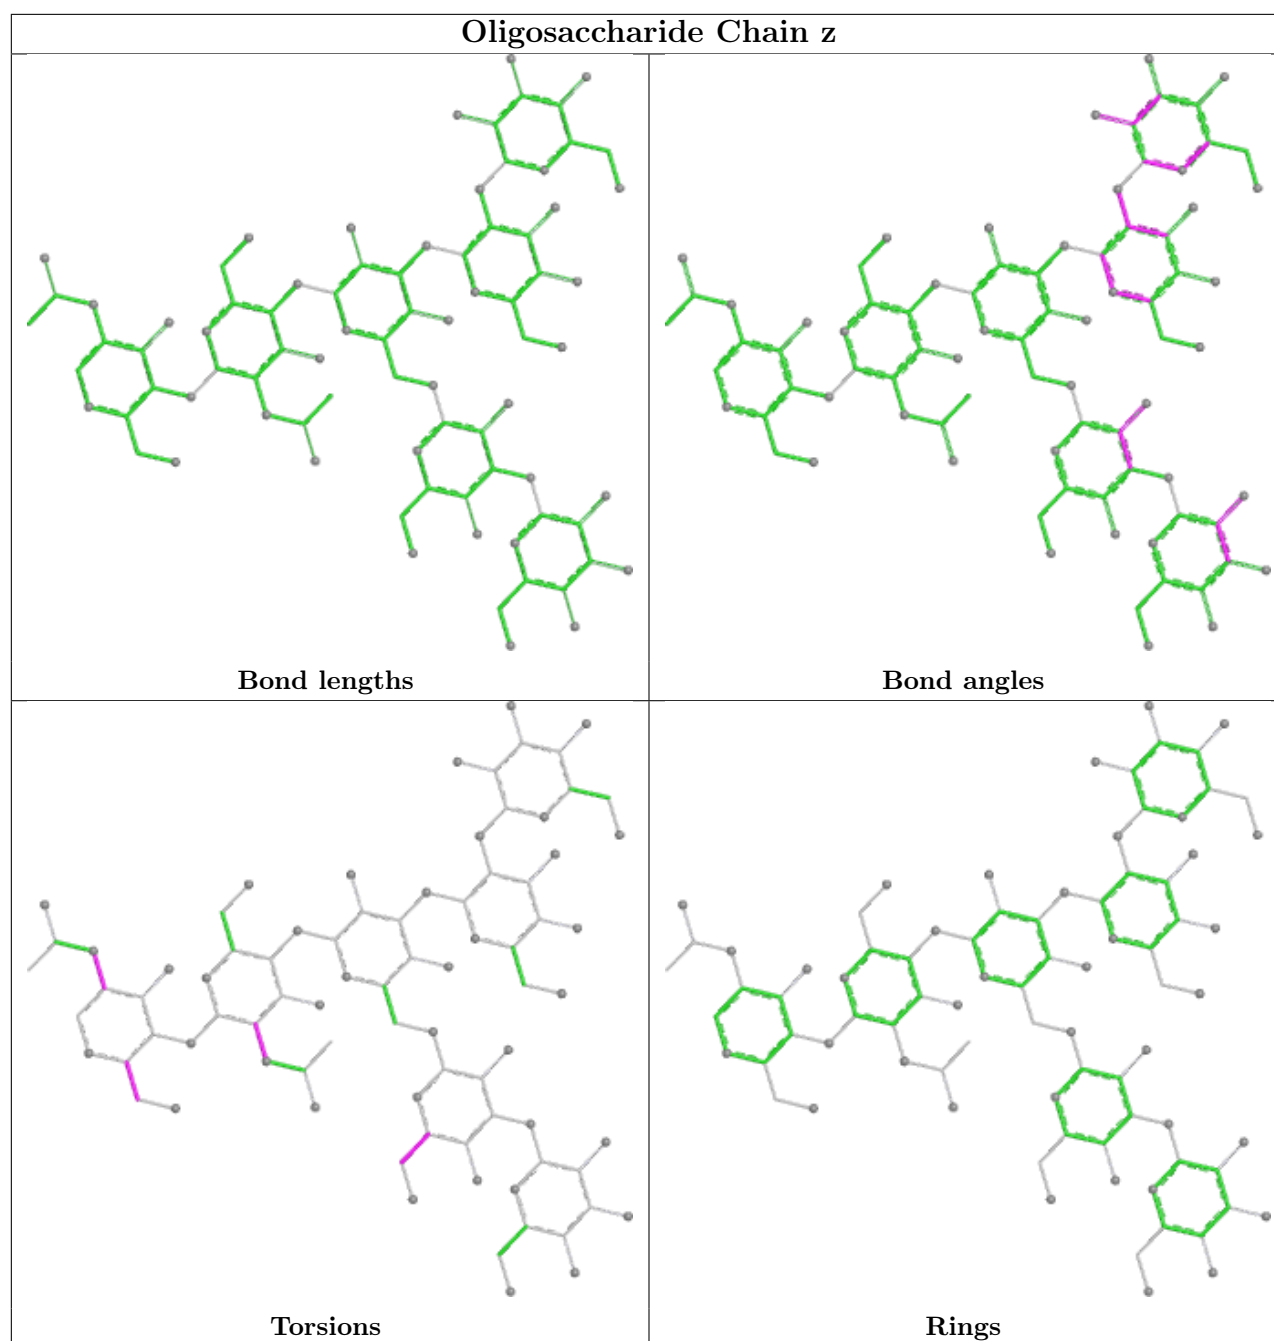 Oligosaccharide Chain z
Bond lengths
Bond angles
Torsions
Rings